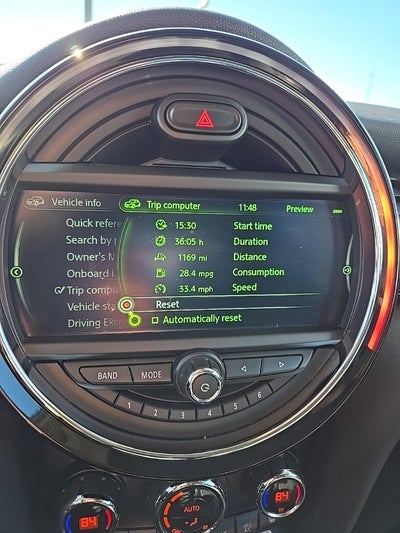 Vehicle info Trip computer 11:48 Preview
Quick refere 15:30 Start time
Search by 36:05 h Duration
Owner's M 1169 mi Distance
Onboard 28.4 mpg Consumption
Trip compu 33.4 mph Speed
Vehicle sta Reset
Driving Exc Automatically reset
BAND MODE
1 2 3 4 5 6
84 AUTO 84
A/C